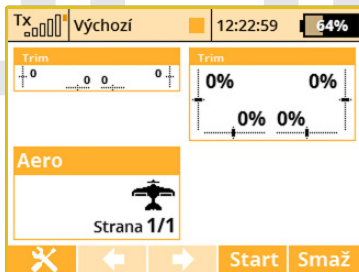 Tx Výchozí 12:22:59 64%
Trim
0 0 0 0
Trim
0% 0%
0% 0%
Aero
Strana 1/1
Start Smaž